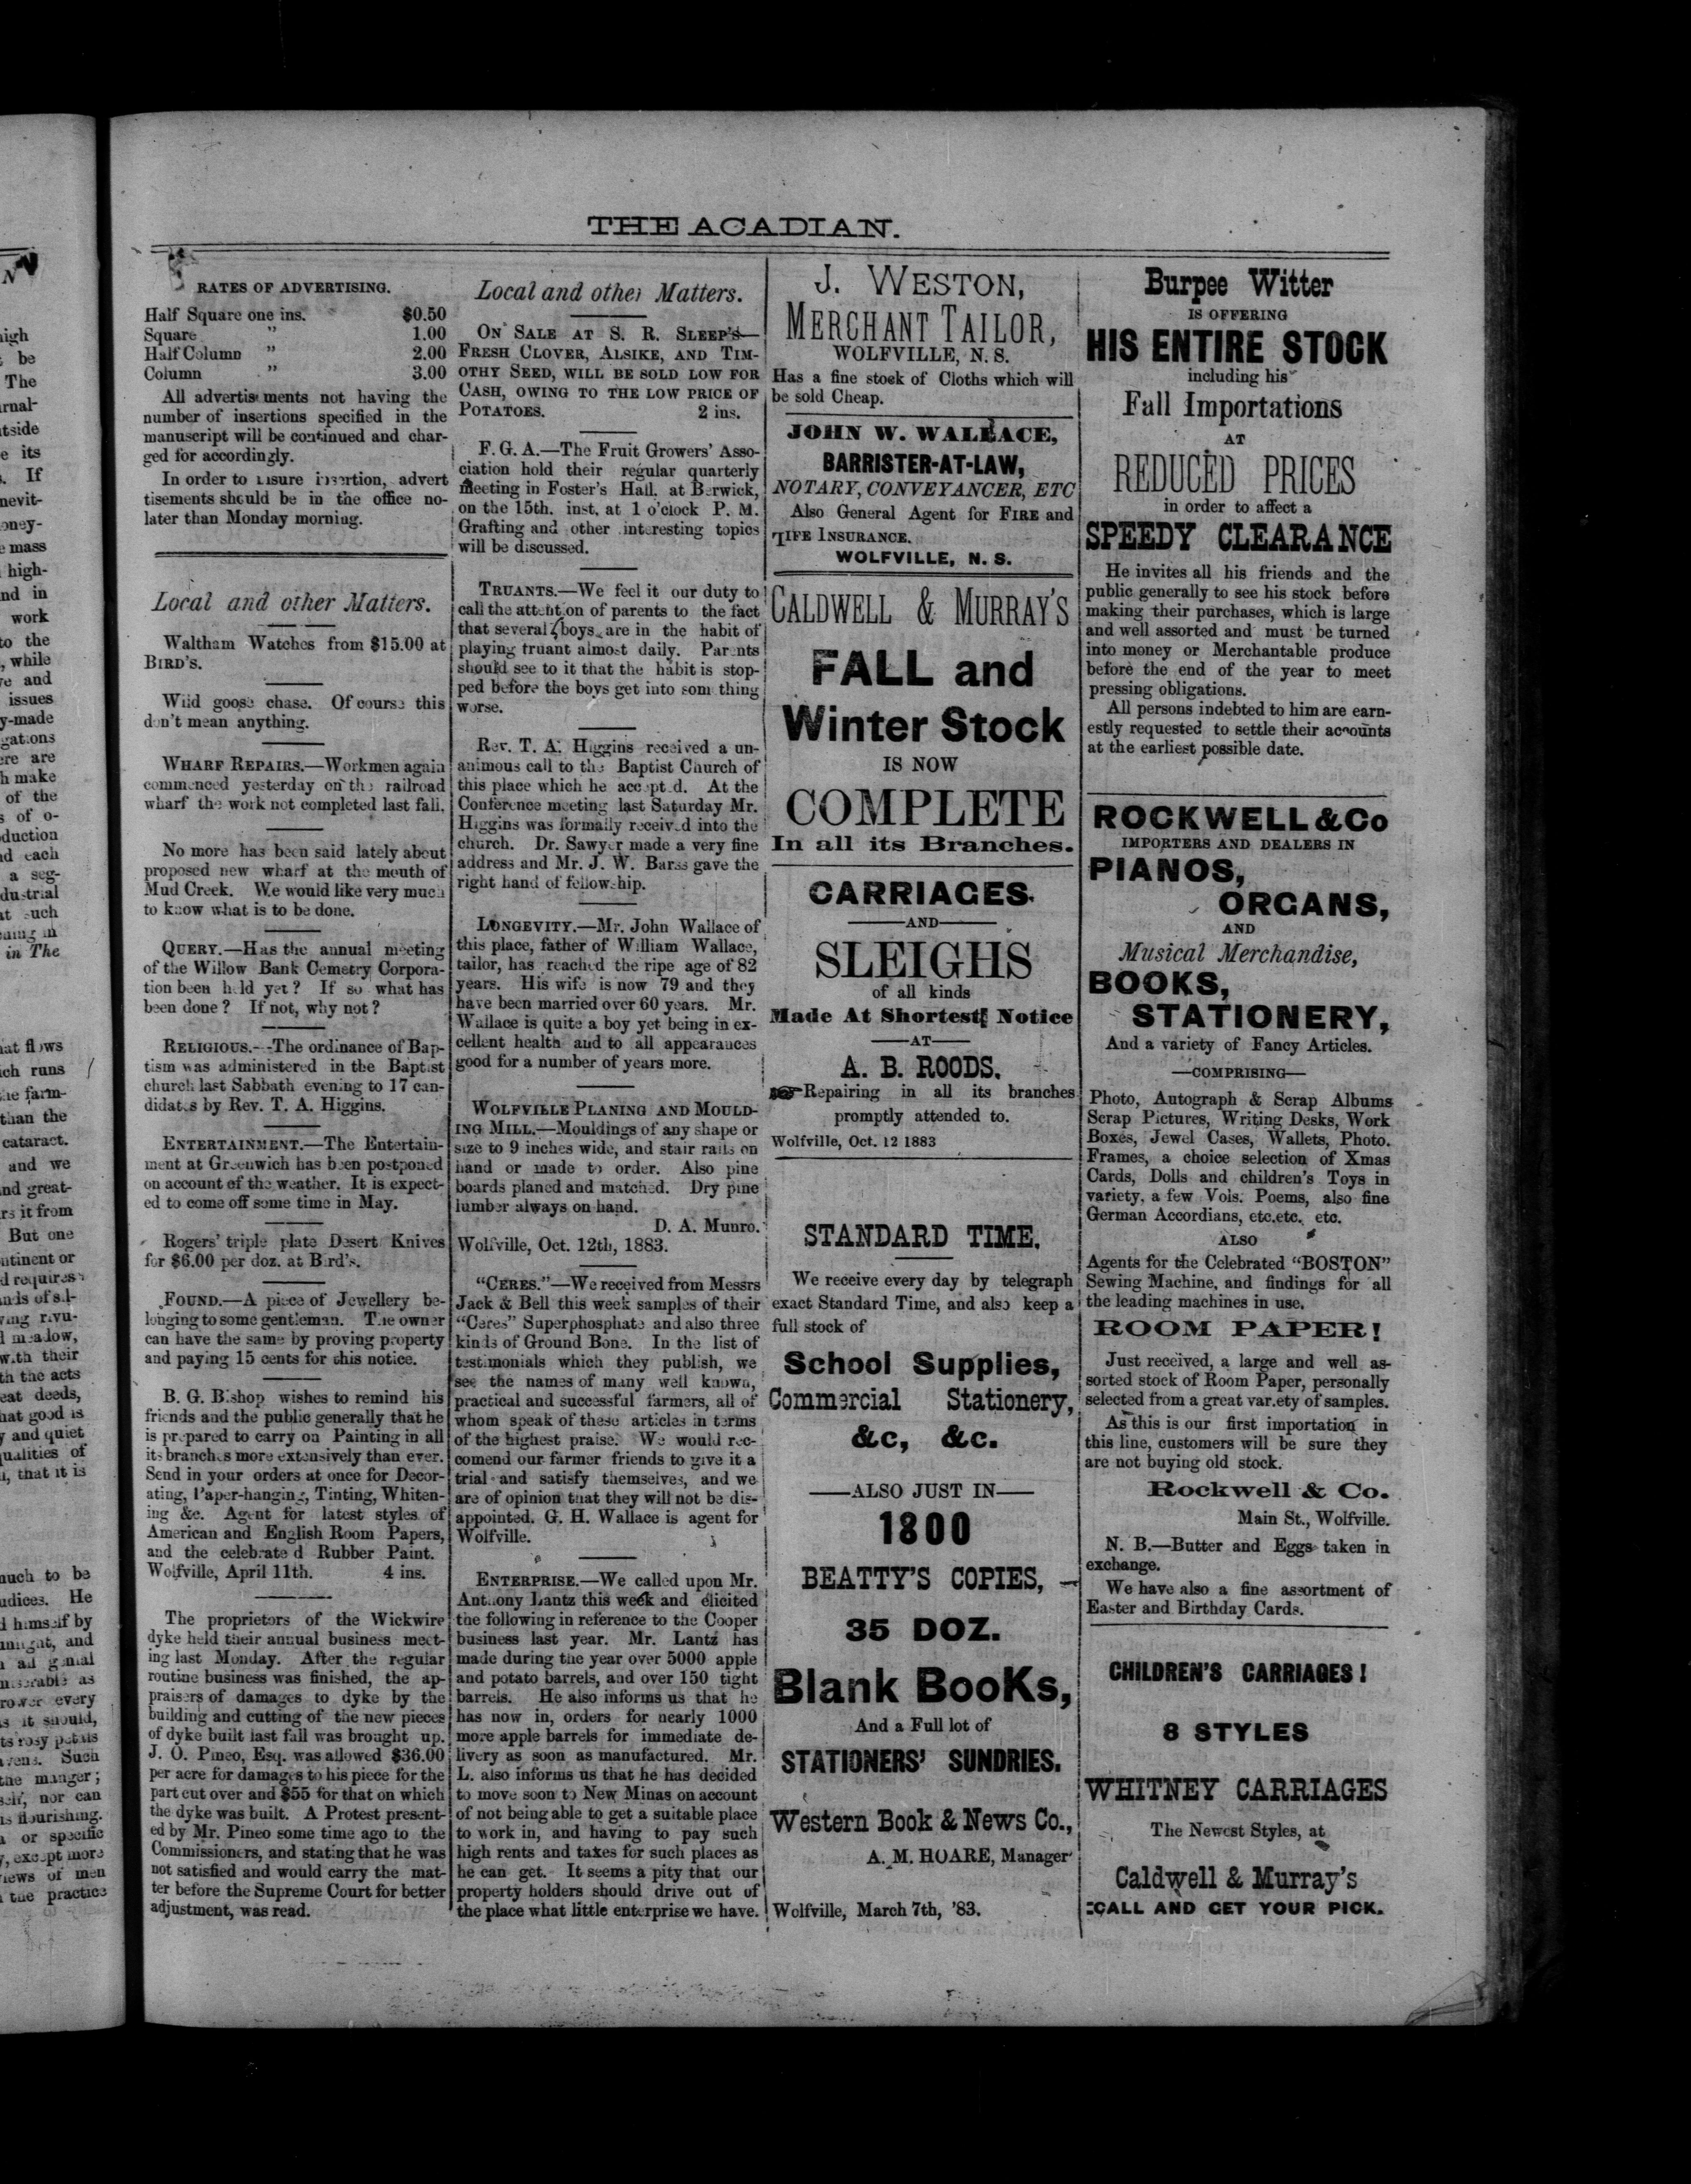 THE ACADIAN.
RATES OF ADVERTISING.
Half Square one ins. $0.50
Square " 1.00
Half Column " 2.00
Column " 3.00
All advertisements not having the
number of insertions specified in the
manuscript will be continued and char-
ged for accordingly.
In order to insure insertion, advert
tisements should be in the office no-
later than Monday morning.
Local and other Matters.
Waltham Watches from $15.00 at
BIRD'S.
Wild goose chase. Of course this
don't mean anything.
WHARF REPAIRS.—Workmen again
commenced yesterday on the railroad
wharf the work not completed last fall.
No more has been said lately about
proposed new wharf at the mouth of
Mud Creek. We would like very much
to know what is to be done.
QUERY.—Has the annual meeting
of the Willow Bank Cemetry Corpora-
tion been held yet? If so what has
been done? If not, why not?
RELIGIOUS.--The ordinance of Bap-
tism was administered in the Baptist
church last Sabbath evening to 17 can-
didates by Rev. T. A. Higgins.
ENTERTAINMENT.—The Entertain-
ment at Greenwich has been postponed
on account of the weather. It is expect-
ed to come off some time in May.
Rogers' triple plate Desert Knives
for $6.00 per doz. at Bird's.
FOUND.—A piece of Jewellery be-
longing to some gentleman. The owner
can have the same by proving property
and paying 15 cents for this notice.
B. G. Bishop wishes to remind his
friends and the public generally that he
is prepared to carry on Painting in all
its branches more extensively than ever.
Send in your orders at once for Decor-
ating, Paper-hanging, Tinting, Whiten-
ing &c. Agent for latest styles of
American and English Room Papers,
and the celebrated Rubber Paint.
Wolfville, April 11th. 4 ins.
The proprietors of the Wickwire
dyke held their annual business meet-
ing last Monday. After the regular
routine business was finished, the ap-
praisers of damages to dyke by the
building and cutting of the new pieces
of dyke built last fall was brought up.
J. O. Pineo, Esq. was allowed $36.00
per acre for damages to his piece for the
part cut over and $55 for that on which
the dyke was built. A Protest present-
ed by Mr. Pineo some time ago to the
Commissioners, and stating that he was
not satisfied and would carry the mat-
ter before the Supreme Court for better
adjustment, was read.
Local and other Matters.
ON SALE AT S. R. SLEEP'S—
FRESH CLOVER, ALSIKE, AND TIM-
OTHY SEED, WILL BE SOLD LOW FOR
CASH, OWING TO THE LOW PRICE OF
POTATOES. 2 ins.
F. G. A.—The Fruit Growers' Asso-
ciation hold their regular quarterly
meeting in Foster's Hall, at Berwick,
on the 15th. inst, at 1 o'clock P. M.
Grafting and other interesting topics
will be discussed.
TRUANTS.—We feel it our duty to
call the attention of parents to the fact
that several boys are in the habit of
playing truant almost daily. Parents
should see to it that the habit is stop-
ped before the boys get into something
worse.
Rev. T. A. Higgins received a un-
animous call to the Baptist Church of
this place which he accepted. At the
Conference meeting last Saturday Mr.
Higgins was formally received into the
church. Dr. Sawyer made a very fine
address and Mr. J. W. Barss gave the
right hand of fellowship.
LONGEVITY.—Mr. John Wallace of
this place, father of William Wallace,
tailor, has reached the ripe age of 82
years. His wife is now 79 and they
have been married over 60 years. Mr.
Wallace is quite a boy yet being in ex-
cellent health and to all appearances
good for a number of years more.
WOLFVILLE PLANING AND MOULD-
ING MILL.—Mouldings of any shape or
size to 9 inches wide, and stair rails on
hand or made to order. Also pine
boards planed and matched. Dry pine
lumber always on hand.
D. A. Munro.
Wolfville, Oct. 12th, 1883.
"CERES."—We received from Messrs
Jack & Bell this week samples of their
"Ceres" Superphosphate and also three
kinds of Ground Bone. In the list of
testimonials which they publish, we
see the names of many well known,
practical and successful farmers, all of
whom speak of these articles in terms
of the highest praise. We would rec-
comend our farmer friends to give it a
trial and satisfy themselves, and we
are of opinion that they will not be dis-
appointed. G. H. Wallace is agent for
Wolfville.
ENTERPRISE.—We called upon Mr.
Anthony Lantz this week and elicited
the following in reference to the Cooper
business last year. Mr. Lantz has
made during the year over 5000 apple
and potato barrels, and over 150 tight
barrels. He also informs us that he
has now in, orders for nearly 1000
more apple barrels for immediate de-
livery as soon as manufactured. Mr.
L. also informs us that he has decided
to move soon to New Minas on account
of not being able to get a suitable place
to work in, and having to pay such
high rents and taxes for such places as
he can get. It seems a pity that our
property holders should drive out of
the place what little enterprise we have.
J. WESTON,
MERCHANT TAILOR,
WOLFVILLE, N. S.
Has a fine stock of Cloths which will
be sold Cheap.
JOHN W. WALLACE,
BARRISTER-AT-LAW,
NOTARY, CONVEYANCER, ETC
Also General Agent for FIRE and
LIFE INSURANCE.
WOLFVILLE, N. S.
CALDWELL & MURRAY'S
FALL and
Winter Stock
IS NOW
COMPLETE
In all its Branches.
CARRIAGES.
—AND—
SLEIGHS
of all kinds
Made At Shortest Notice
—AT—
A. B. ROODS.
☞Repairing in all its branches
promptly attended to.
Wolfville, Oct. 12 1883
STANDARD TIME.
We receive every day by telegraph
exact Standard Time, and also keep a
full stock of
School Supplies,
Commercial Stationery,
&c, &c.
—ALSO JUST IN—
1800
BEATTY'S COPIES,
35 DOZ.
Blank BooKs,
And a Full lot of
STATIONERS' SUNDRIES.
Western Book & News Co.,
A. M. HOARE, Manager
Wolfville, March 7th, '83.
Burpee Witter
IS OFFERING
HIS ENTIRE STOCK
including his
Fall Importations
AT
REDUCED PRICES
in order to affect a
SPEEDY CLEARANCE
He invites all his friends and the
public generally to see his stock before
making their purchases, which is large
and well assorted and must be turned
into money or Merchantable produce
before the end of the year to meet
pressing obligations.
All persons indebted to him are earn-
estly requested to settle their accounts
at the earliest possible date.
ROCKWELL & Co
IMPORTERS AND DEALERS IN
PIANOS,
ORGANS,
AND
Musical Merchandise,
BOOKS,
STATIONERY,
And a variety of Fancy Articles.
—COMPRISING—
Photo, Autograph & Scrap Albums
Scrap Pictures, Writing Desks, Work
Boxes, Jewel Cases, Wallets, Photo.
Frames, a choice selection of Xmas
Cards, Dolls and children's Toys in
variety, a few Vols. Poems, also fine
German Accordians, etc.etc. etc.
ALSO
Agents for the Celebrated "BOSTON"
Sewing Machine, and findings for all
the leading machines in use.
ROOM PAPER!
Just received, a large and well as-
sorted stock of Room Paper, personally
selected from a great variety of samples.
As this is our first importation in
this line, customers will be sure they
are not buying old stock.
Rockwell & Co.
Main St., Wolfville.
N. B.—Butter and Eggs taken in
exchange.
We have also a fine assortment of
Easter and Birthday Cards.
CHILDREN'S CARRIAGES!
8 STYLES
WHITNEY CARRIAGES
The Newest Styles, at
Caldwell & Murray's
CALL AND GET YOUR PICK.